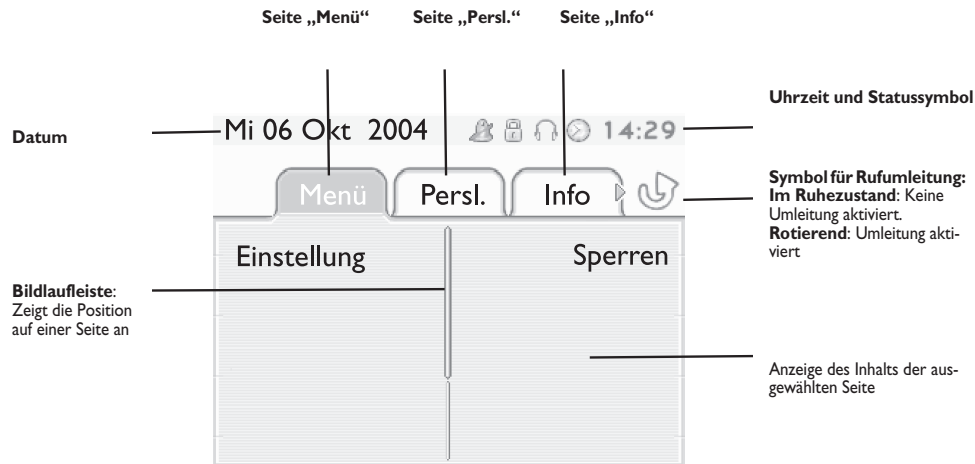 Seite „Menü“ Seite „Persl.“ Seite „Info“
Uhrzeit und Statussymbol
Datum
Mi 06 Okt 2004 14:29
Menü Persl. Info
Symbol für Rufumleitung:
Im Ruhezustand: Keine
Umleitung aktiviert.
Rotierend: Umleitung akti-
viert
Einstellung Sperren
Bildlaufleiste:
Zeigt die Position
auf einer Seite an
Anzeige des Inhalts der aus-
gewählten Seite